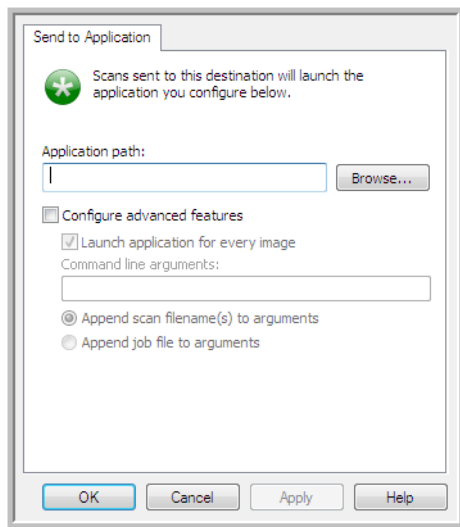 Send to Application
Scans sent to this destination will launch the
application you configure below.
Application path:
Browse...
Configure advanced features
Launch application for every image
Command line arguments:
Append scan filename(s) to arguments
Append job file to arguments
OK Cancel Apply Help